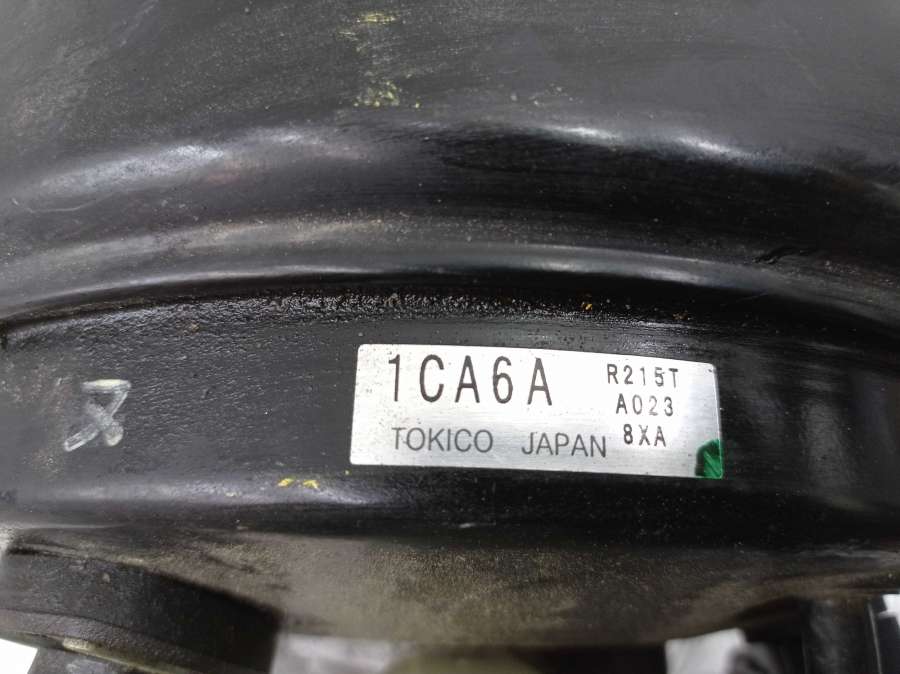 1CA6A R215T
A023
TOKICO JAPAN 8XA